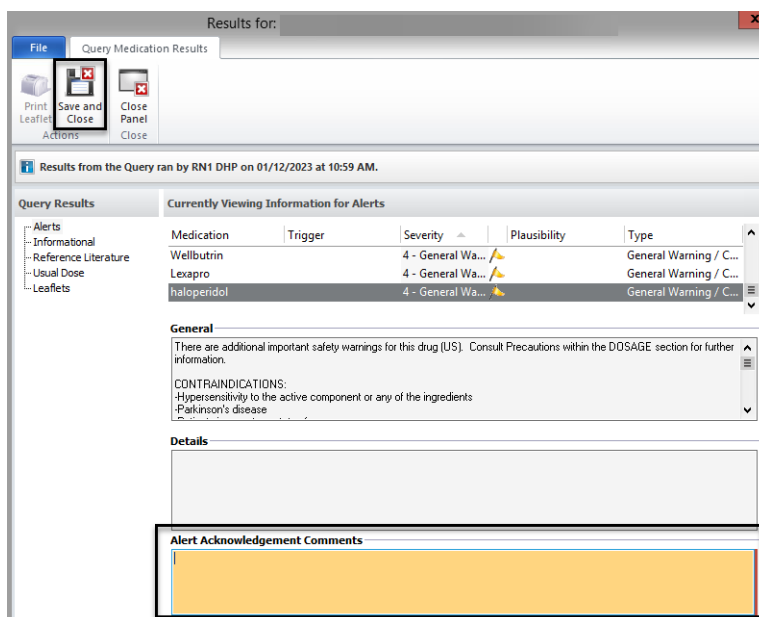 Results for:
File
Query Medication Results
Print Leaflet
Save and Close
Close Panel
Actions
Close
Results from the Query ran by RN1 DHP on 01/12/2023 at 10:59 AM.
Query Results
Alerts
Informational
Reference Literature
Usual Dose
Leaflets
Currently Viewing Information for Alerts
Medication Trigger Severity Plausibility Type
Wellbutrin 4 - General Wa... General Warning / C...
Lexapro 4 - General Wa... General Warning / C...
haloperidol 4 - General Wa... General Warning / C...
General
There are additional important safety warnings for this drug (US). Consult Precautions within the DOSAGE section for further
information.
CONTRAINDICATIONS:
-Hypersensitivity to the active component or any of the ingredients
-Parkinson's disease
Details
Alert Acknowledgement Comments